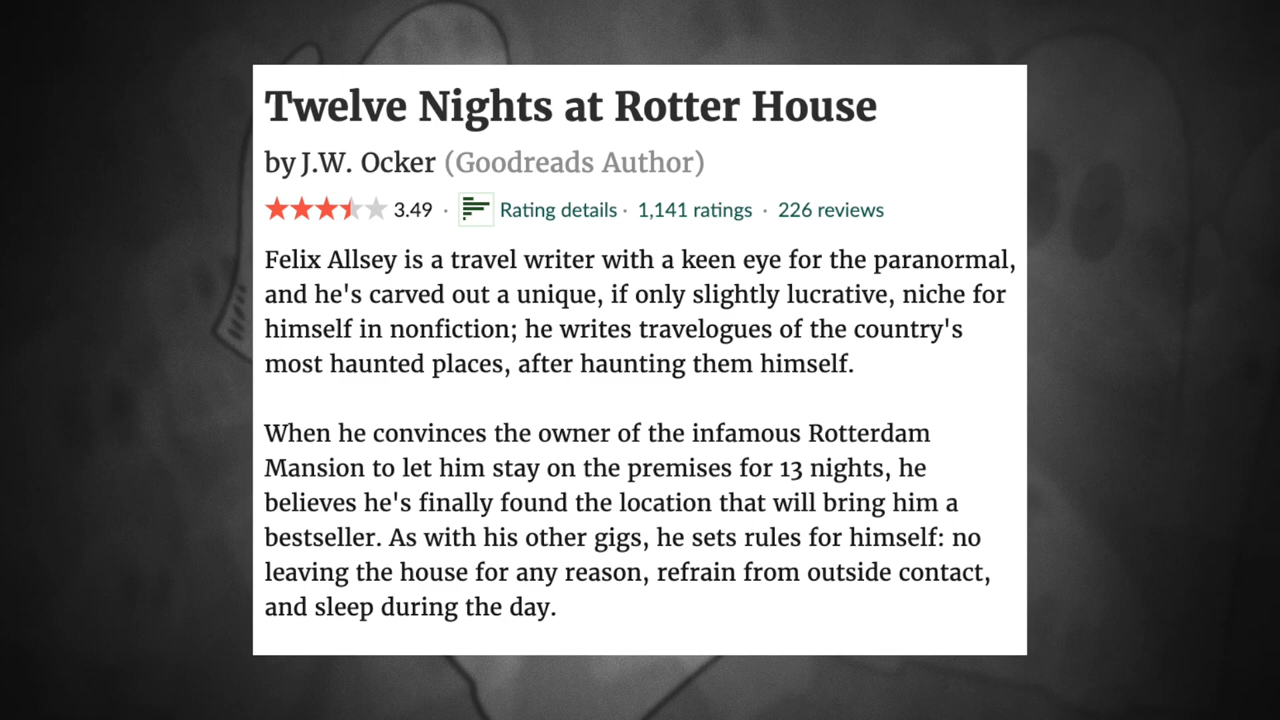 Twelve Nights at Rotter House
by J.W. Ocker (Goodreads Author)
3.49 · Rating details · 1,141 ratings · 226 reviews
Felix Allsey is a travel writer with a keen eye for the paranormal,
and he's carved out a unique, if only slightly lucrative, niche for
himself in nonfiction; he writes travelogues of the country's
most haunted places, after haunting them himself.
When he convinces the owner of the infamous Rotterdam
Mansion to let him stay on the premises for 13 nights, he
believes he's finally found the location that will bring him a
bestseller. As with his other gigs, he sets rules for himself: no
leaving the house for any reason, refrain from outside contact,
and sleep during the day.